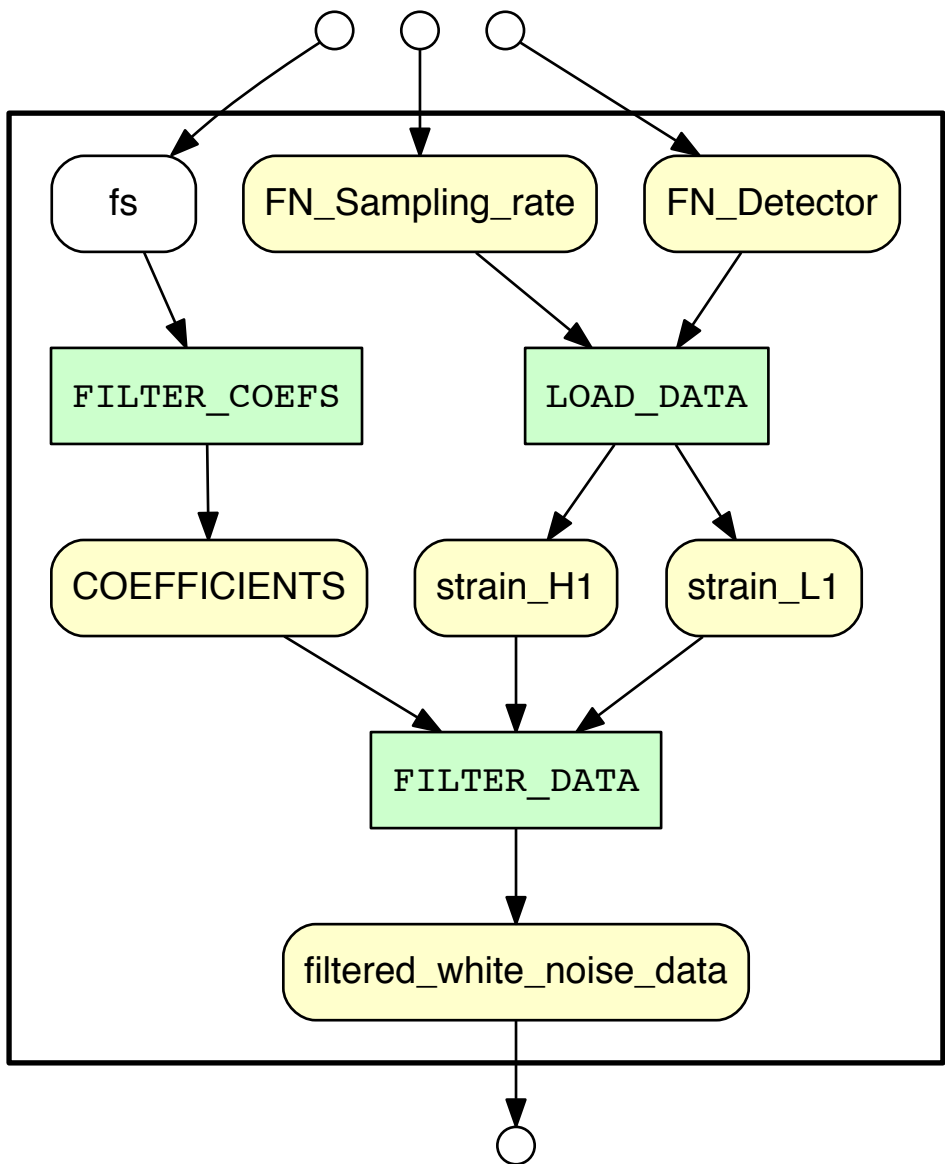 fs
FN_Sampling_rate
FN_Detector
FILTER_COEFS
LOAD_DATA
COEFFICIENTS
strain_H1
strain_L1
FILTER_DATA
filtered_white_noise_data